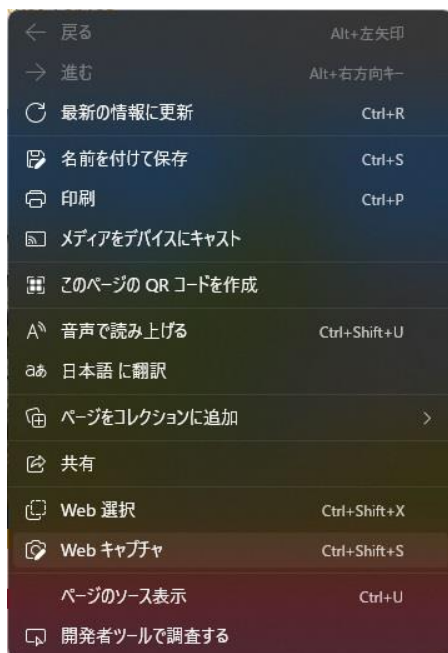 戻る Alt+左矢印
進む Alt+右方向キー
最新の情報に更新 Ctrl+R
名前を付けて保存 Ctrl+S
印刷 Ctrl+P
メディアをデバイスにキャスト
このページの QR コードを作成
音声で読み上げる Ctrl+Shift+U
aあ 日本語 に翻訳
ページをコレクションに追加
共有
Web 選択 Ctrl+Shift+X
Web キャプチャ Ctrl+Shift+S
ページのソース表示 Ctrl+U
開発者ツールで調査する